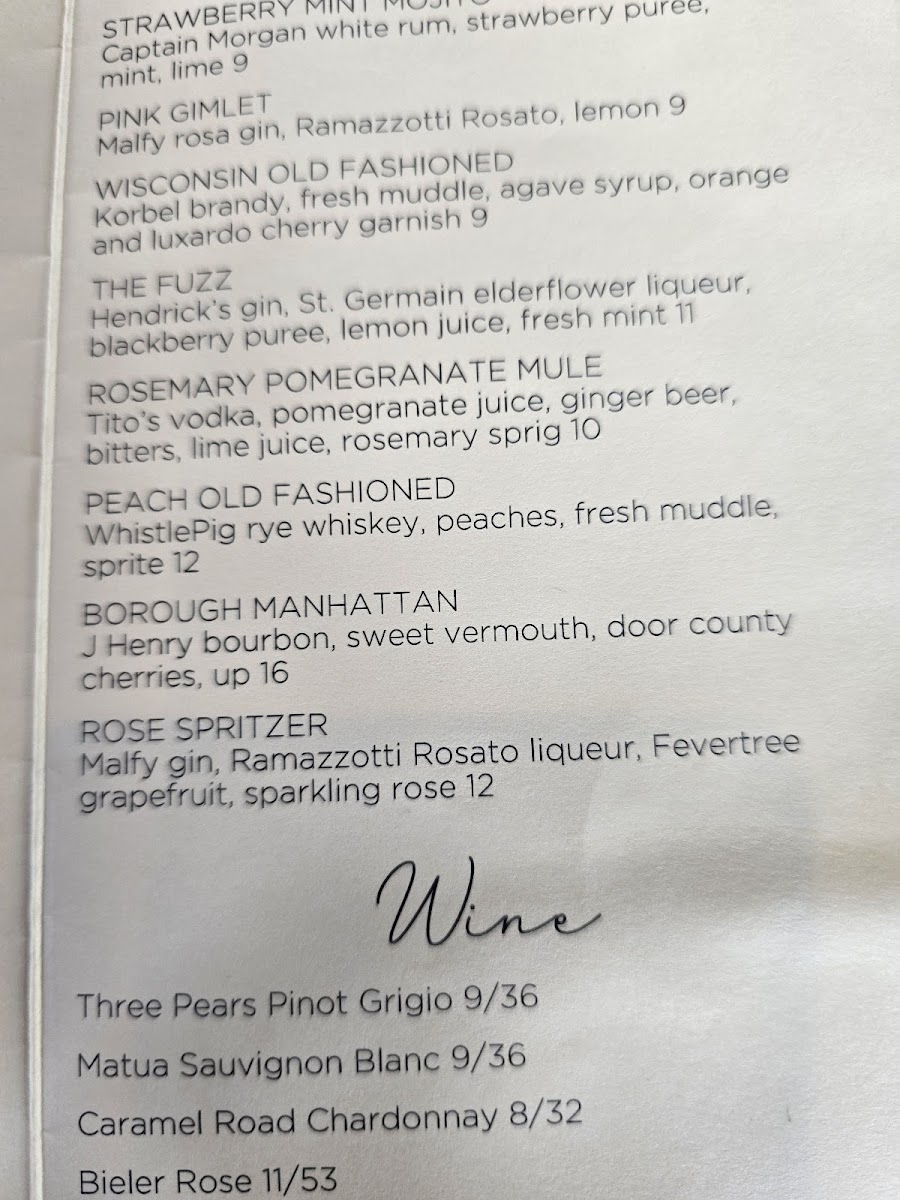 STRAWBERRY MINT MOJITO
Captain Morgan white rum, strawberry puree,
mint, lime 9
PINK GIMLET
Malfy rosa gin, Ramazzotti Rosato, lemon 9
WISCONSIN OLD FASHIONED
Korbel brandy, fresh muddle, agave syrup, orange
and luxardo cherry garnish 9
THE FUZZ
Hendrick's gin, St. Germain elderflower liqueur,
blackberry puree, lemon juice, fresh mint 11
ROSEMARY POMEGRANATE MULE
Tito's vodka, pomegranate juice, ginger beer,
bitters, lime juice, rosemary sprig 10
PEACH OLD FASHIONED
WhistlePig rye whiskey, peaches, fresh muddle,
sprite 12
BOROUGH MANHATTAN
J Henry bourbon, sweet vermouth, door county
cherries, up 16
ROSE SPRITZER
Malfy gin, Ramazzotti Rosato liqueur, Fevertree
grapefruit, sparkling rose 12
Wine
Three Pears Pinot Grigio 9/36
Matua Sauvignon Blanc 9/36
Caramel Road Chardonnay 8/32
Bieler Rose 11/53